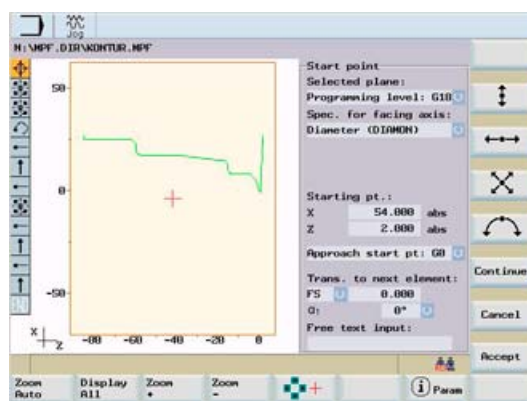 Jog
N:\MPF.DIR\KONTUR.MPF
Start point
Selected plane:
Programming level: G18
Spec. for facing axis:
Diameter (DIAMON)
Starting pt.:
X 54.000 abs
Z 2.000 abs
Approach start pt: G0
Trans. to next element:
FS 0.000
α: 0°
Free text input:
50
0
-50
X
Z
-80 -60 -40 -20 0
Continue
Cancel
Accept
Zoom Auto
Display All
Zoom +
Zoom -
i Param